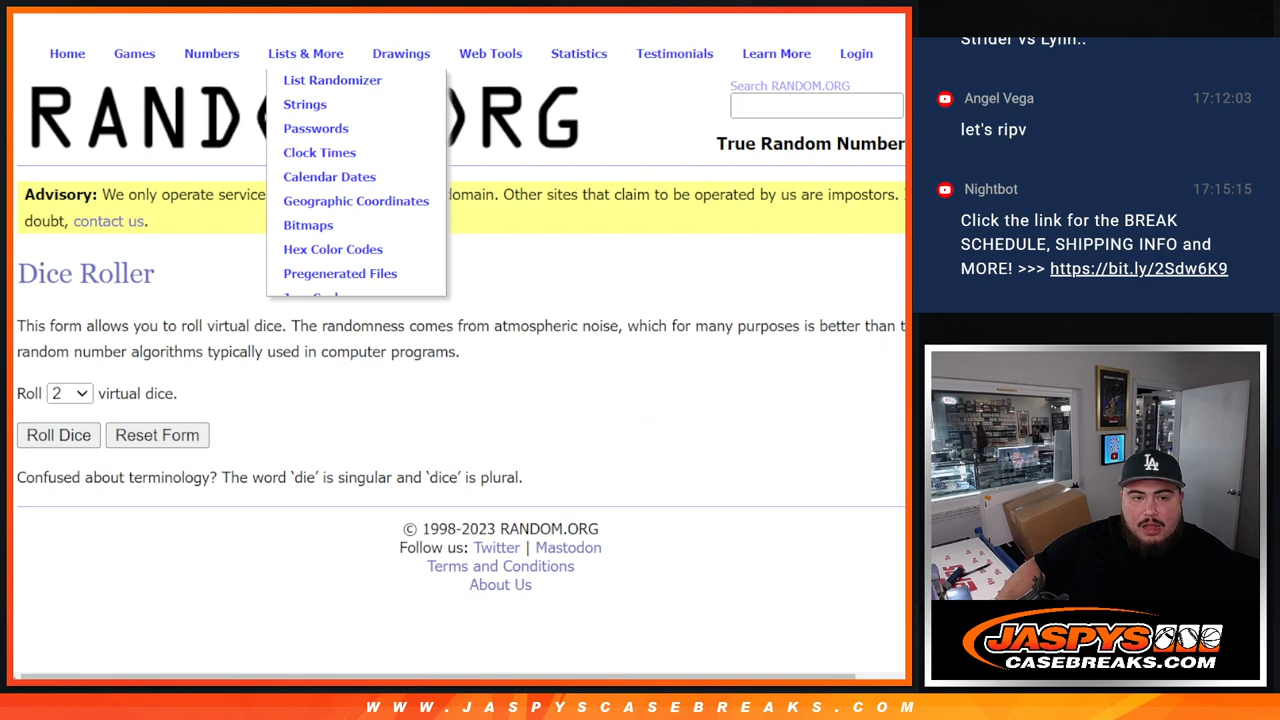 Home Games Numbers Lists & More Drawings Web Tools Statistics Testimonials Learn More Login
List Randomizer
Strings
Passwords
Clock Times
Calendar Dates
Geographic Coordinates
Bitmaps
Hex Color Codes
Pregenerated Files
Search RANDOM.ORG
True Random Number
Advisory: We only operate service domain. Other sites that claim to be operated by us are impostors.
doubt, contact us.
Dice Roller
This form allows you to roll virtual dice. The randomness comes from atmospheric noise, which for many purposes is better than t
random number algorithms typically used in computer programs.
Roll 2 virtual dice.
Roll Dice Reset Form
Confused about terminology? The word ‘die’ is singular and ‘dice’ is plural.
© 1998-2023 RANDOM.ORG
Follow us: Twitter | Mastodon
Terms and Conditions
About Us
Strider vs Lynn..
Angel Vega 17:12:03
let's ripv
Nightbot 17:15:15
Click the link for the BREAK
SCHEDULE, SHIPPING INFO and
MORE! >>> https://bit.ly/2Sdw6K9
LA
JASPYS
CASEBREAKS.COM
WWW.JASPYSCASEBREAKS.COM